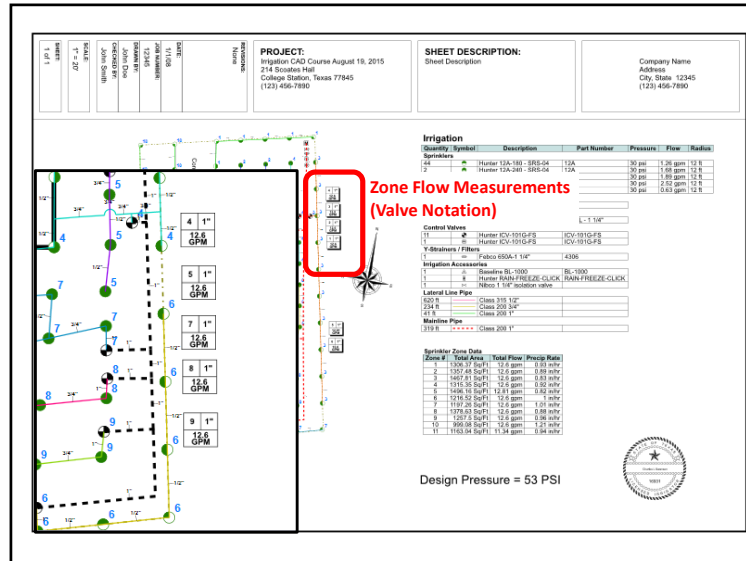 SHEET:
1 of 1
SCALE:
1" = 20'
CHECKED BY:
John Smith
DRAWN BY:
John Doe
JOB NUMBER:
12345
DATE:
1/1/08
REVISIONS:
None
PROJECT:
Irrigation CAD Course August 19, 2015
214 Scoates Hall
College Station, Texas 77845
(123) 456-7890
SHEET DESCRIPTION:
Sheet Description
Company Name
Address
City, State 12345
(123) 456-7890
Zone Flow Measurements
(Valve Notation)
4 1"
12.6
GPM
5 1"
12.6
GPM
7 1"
12.6
GPM
8 1"
12.6
GPM
9 1"
12.6
GPM
Irrigation
Quantity Symbol Description Part Number Pressure Flow Radius
Sprinklers
44 Hunter 12A-180 - SRS-04 12A 30 psi 1.26 gpm 12 ft
2 Hunter 12A-240 - SRS-04 12A 30 psi 1.68 gpm 12 ft
30 psi 1.89 gpm 12 ft
30 psi 2.52 gpm 12 ft
30 psi 0.63 gpm 12 ft
L - 1 1/4"
Control Valves
11 Hunter ICV-101G-FS ICV-101G-FS
1 Hunter ICV-101G-FS ICV-101G-FS
Y-Strainers / Filters
1 Febco 650A-1 1/4" 4306
Irrigation Accessories
1 Baseline BL-1000 BL-1000
1 Hunter RAIN-FREEZE-CLICK RAIN-FREEZE-CLICK
1 Nibco 1 1/4" isolation valve
Lateral Line Pipe
620 ft Class 315 1/2"
234 ft Class 200 3/4"
41 ft Class 200 1"
Mainline Pipe
319 ft Class 200 1"
Sprinkler Zone Data
Zone # Total Area Total Flow Precip Rate
1 1306.37 Sq/Ft 12.6 gpm 0.93 in/hr
2 1357.48 Sq/Ft 12.6 gpm 0.89 in/hr
3 1467.81 Sq/Ft 12.6 gpm 0.83 in/hr
4 1315.35 Sq/Ft 12.6 gpm 0.92 in/hr
5 1496.16 Sq/Ft 12.81 gpm 0.82 in/hr
6 1216.52 Sq/Ft 12.6 gpm 1 in/hr
7 1197.26 Sq/Ft 12.6 gpm 1.01 in/hr
8 1378.63 Sq/Ft 12.6 gpm 0.88 in/hr
9 1257.5 Sq/Ft 12.6 gpm 0.96 in/hr
10 999.08 Sq/Ft 12.6 gpm 1.21 in/hr
11 1163.04 Sq/Ft 11.34 gpm 0.94 in/hr
Design Pressure = 53 PSI